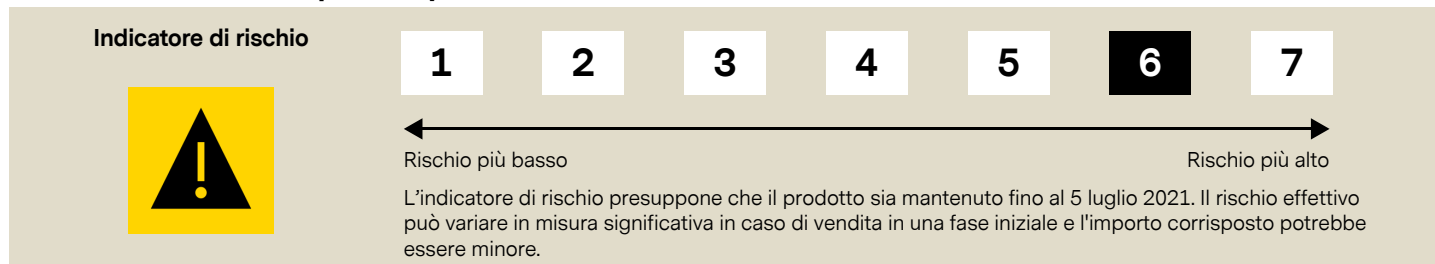 Indicatore di rischio
1 2 3 4 5 6 7
Rischio più basso Rischio più alto
L'indicatore di rischio presuppone che il prodotto sia mantenuto fino al 5 luglio 2021. Il rischio effettivo
può variare in misura significativa in caso di vendita in una fase iniziale e l'importo corrisposto potrebbe
essere minore.